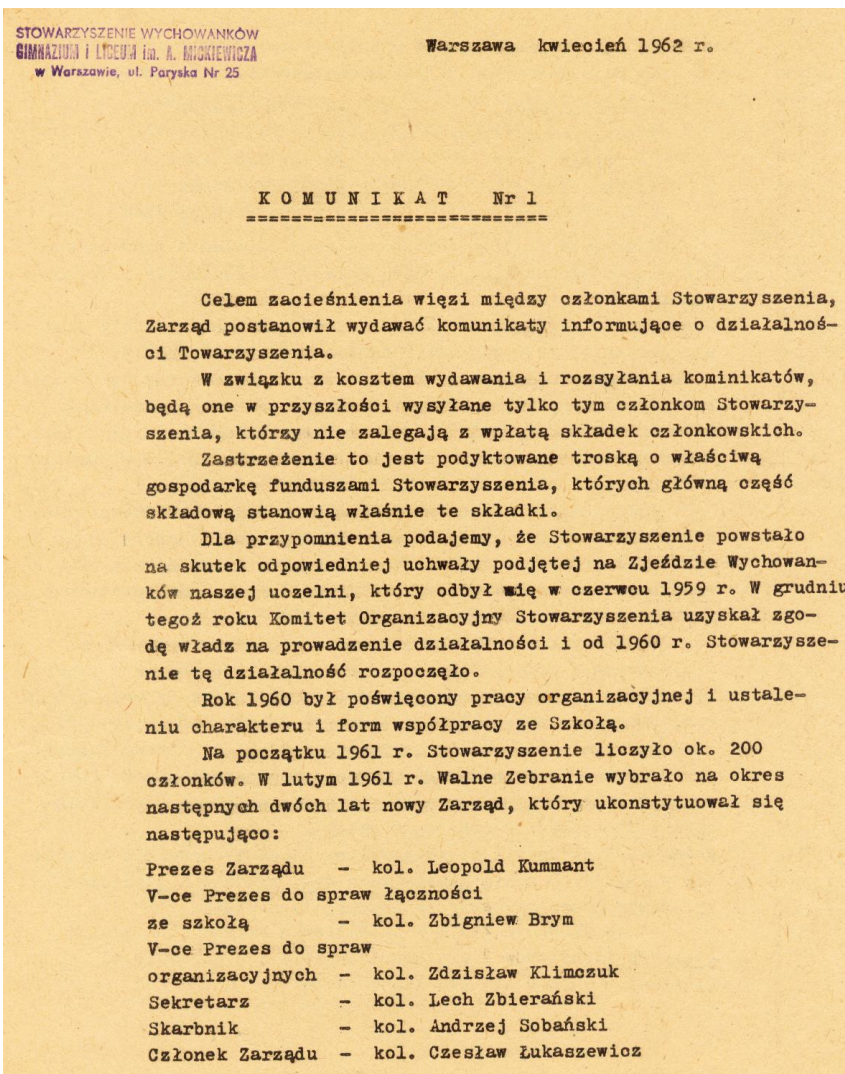 STOWARZYSZENIE WYCHOWANKÓW
GIMNAZJUM i LICEUM im. A. MICKIEWICZA
w Warszawie, ul. Paryska Nr 25
Warszawa kwiecień 1962 r.
K O M U N I K A T Nr 1
===========================
Celem zacieśnienia więzi między członkami Stowarzyszenia,
Zarząd postanowił wydawać komunikaty informujące o działalnoś-
ci Towarzyszenia.
W związku z kosztem wydawania i rozsyłania kominikatów,
będą one w przyszłości wysyłane tylko tym członkom Stowarzy-
szenia, którzy nie zalegają z wpłatą składek członkowskich.
Zastrzeżenie to jest podyktowane troską o właściwą
gospodarkę funduszami Stowarzyszenia, których główną część
składową stanowią właśnie te składki.
Dla przypomnienia podajemy, że Stowarzyszenie powstało
na skutek odpowiedniej uchwały podjętej na Zjeździe Wychowan-
ków naszej uczelni, który odbył się w czerwcu 1959 r. W grudniu
tegoż roku Komitet Organizacyjny Stowarzyszenia uzyskał zgo-
dę władz na prowadzenie działalności i od 1960 r. Stowarzysze-
nie tę działalność rozpoczęło.
Rok 1960 był poświęcony pracy organizacyjnej i ustale-
niu charakteru i form współpracy ze Szkołą.
Na początku 1961 r. Stowarzyszenie liczyło ok. 200
członków. W lutym 1961 r. Walne Zebranie wybrało na okres
następnych dwóch lat nowy Zarząd, który ukonstytuował się
następująco:
Prezes Zarządu - kol. Leopold Kummant
V-ce Prezes do spraw łączności
ze szkołą - kol. Zbigniew Brym
V-ce Prezes do spraw
organizacyjnych - kol. Zdzisław Klimczuk
Sekretarz - kol. Lech Zbierański
Skarbnik - kol. Andrzej Sobański
Członek Zarządu - kol. Czesław Łukaszewicz